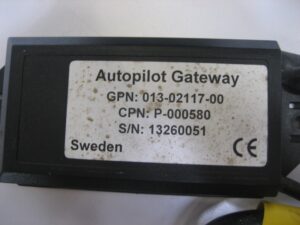 Autopilot Gateway
GPN: 013-02117-00
CPN: P-000580
S/N: 13260051
Sweden CE